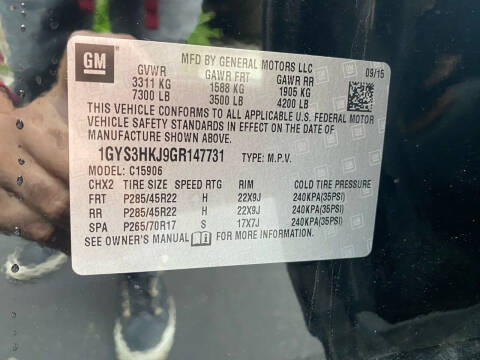 GM
MFD BY GENERAL MOTORS LLC
GVWR GAWR FRT GAWR RR 09/15
3311 KG 1588 KG 1905 KG
7300 LB 3500 LB 4200 LB
THIS VEHICLE CONFORMS TO ALL APPLICABLE U.S. FEDERAL MOTOR
VEHICLE SAFETY STANDARDS IN EFFECT ON THE DATE OF
MANUFACTURE SHOWN ABOVE.
1GYS3HKJ9GR147731 TYPE: M.P.V.
MODEL: C15906
CHX2 TIRE SIZE SPEED RTG RIM COLD TIRE PRESSURE
FRT P285/45R22 H 22X9J 240KPA(35PSI)
RR P285/45R22 H 22X9J 240KPA(35PSI)
SPA P265/70R17 S 17X7J 240KPA(35PSI)
SEE OWNER'S MANUAL FOR MORE INFORMATION.